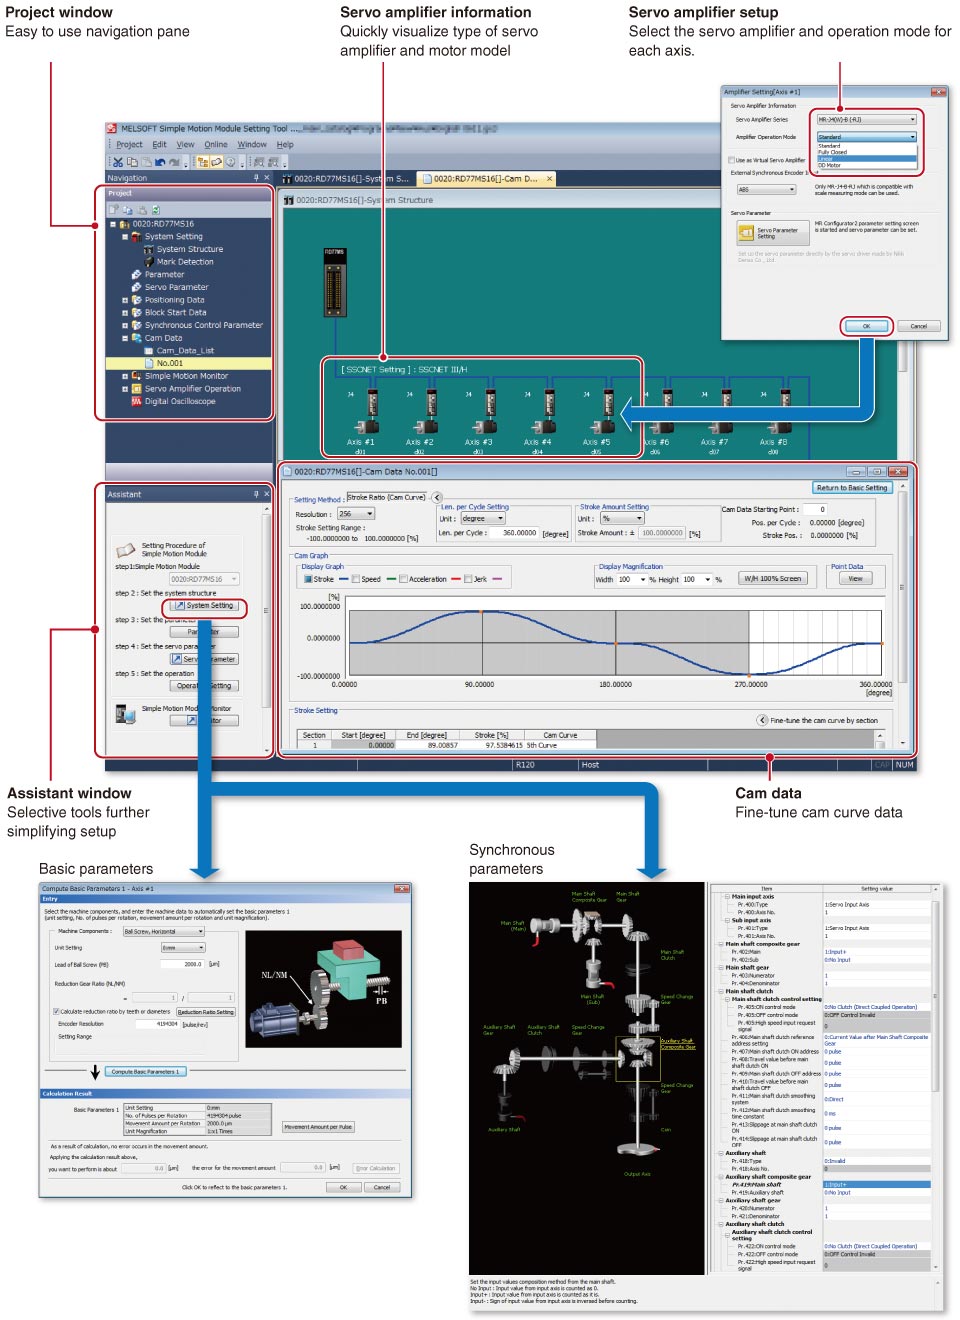 Project window
Easy to use navigation pane
Servo amplifier information
Quickly visualize type of servo
amplifier and motor model
Servo amplifier setup
Select the servo amplifier and operation mode for
each axis.
Amplifier Setting[Axis #1]
Servo Amplifier Information
Servo Amplifier Series
MR-J4(W)-B(-RJ)
Amplifier Operation Mode
Standard
Standard
Fully Closed
Linear
DD Motor
Use as Virtual Servo Amplifier
External Synchronous Encoder I
ABS
Only MR-J4-B-RJ which is compatible with
scale measuring mode can be used.
Servo Parameter
Servo Parameter
Setting
MR Configurator2 parameter setting screen
is started and servo parameter can be set.
Set up the servo parameter directly by the servo driver made by Nikki
Denso Co., Ltd.
OK
Cancel
MELSOFT Simple Motion Module Setting Tool ...
Project Edit View Online Window Help
Navigation
0020:RD77MS16[]-System S...
0020:RD77MS16[]-Cam D...
Project
0020:RD77MS16[]-System Structure
0020:RD77MS16
System Setting
System Structure
Mark Detection
Parameter
Servo Parameter
Positioning Data
Block Start Data
Synchronous Control Parameter
Cam Data
Cam_Data_List
No.001
Simple Motion Monitor
Servo Amplifier Operation
Digital Oscilloscope
RD77MS
[ SSCNET Setting ] : SSCNET III/H
J4 J4 J4 J4 J4 J4 J4 J4
Axis #1 Axis #2 Axis #3 Axis #4 Axis #5 Axis #6 Axis #7 Axis #8
d01 d02 d03 d04 d05 d06 d07 d08
0020:RD77MS16[]-Cam Data No.001[]
Return to Basic Setting
Setting Method : Stroke Ratio (Cam Curve)
Resolution : 256
Stroke Setting Range :
-100.0000000 to 100.0000000 [%]
Len. per Cycle Setting
Unit : degree
Len. per Cycle : 360.00000 [degree]
Stroke Amount Setting
Unit : %
Stroke Amount : ± 100.0000000 [%]
Cam Data Starting Point : 0
Pos. per Cycle : 0.00000 [degree]
Stroke Pos. : 0.0000000 [%]
Cam Graph
Display Graph
Stroke Speed Acceleration Jerk
Display Magnification
Width 100 % Height 100 %
W/H 100% Screen
Point Data
View
[%]
100.0000000
0.0000000
-100.0000000
0.00000 90.00000 180.00000 270.00000 360.00000
[degree]
Stroke Setting
Fine-tune the cam curve by section
Section Start [degree] End [degree] Stroke [%] Cam Curve
1 0.00000 89.00857 97.5384615 5th Curve
R120 Host CAP NUM
Assistant
Setting Procedure of
Simple Motion Module
step1:Simple Motion Module
0020:RD77MS16
step 2 : Set the system structure
System Setting
step 3 : Set the parameter
Parameter
step 4 : Set the servo parameter
Servo Parameter
step 5 : Set the operation
Operation Setting
Simple Motion Module Monitor
Monitor
Assistant window
Selective tools further
simplifying setup
Cam data
Fine-tune cam curve data
Basic parameters
Compute Basic Parameters 1 - Axis #1
Entry
Select the machine components, and enter the machine data to automatically set the basic parameters 1
(unit setting, No. of pulses per rotation, movement amount per rotation and unit magnification).
Machine Components : Ball Screw, Horizontal
Unit Setting 0:mm
Lead of Ball Screw (PB) 2000.0 [μm]
Reduction Gear Ratio (NL/NM)
= 1 / 1
Calculate reduction ratio by teeth or diameters Reduction Ratio Setting
Encoder Resolution 4194304 [pulse/rev]
Setting Range
NL/NM
PB
Compute Basic Parameters 1
Calculation Result
Basic Parameters 1
Unit Setting 0:mm
No. of Pulses per Rotation 4194304 pulse
Movement Amount per Rotation 2000.0 μm
Unit Magnification 1:x1 Times
Movement Amount per Pulse
As a result of calculation, no error occurs in the movement amount.
Applying the calculation result above,
you want to perform is about 0.0 [μm] the error for the movement amount 0.0 [μm] Error Calculation
Click OK to reflect to the basic parameters 1.
OK Cancel
Synchronous
parameters
Main Shaft
Composite Gear
Main Shaft
Gear
Main Shaft
(Main)
Main Shaft
Clutch
Main Shaft
(Sub)
Speed Change
Gear
Auxiliary Shaft
Gear
Auxiliary Shaft
Clutch
Speed Change
Gear
Auxiliary Shaft
Composite Gear
Speed Change
Gear
Auxiliary Shaft
Cam
Output Axis
Item Setting value
Main input axis
Pr.400:Type 1:Servo Input Axis
Pr.400:Axis No. 1
Sub input axis
Pr.401:Type 1:Servo Input Axis
Pr.401:Axis No. 1
Main shaft composite gear
Pr.402:Main 1:Input+
Pr.402:Sub 0:No Input
Main shaft gear
Pr.403:Numerator 1
Pr.404:Denominator 1
Main shaft clutch
Main shaft clutch control setting
Pr.405:ON control mode 0:No Clutch (Direct Coupled Operation)
Pr.405:OFF control mode 0:OFF Control Invalid
Pr.405:High speed input request
signal 0
Pr.406:Main shaft clutch reference
address setting 0:Current Value after Main Shaft Composite
Gear
Pr.407:Main shaft clutch ON address 0 pulse
Pr.408:Travel value before main
shaft clutch ON 0 pulse
Pr.409:Main shaft clutch OFF address 0 pulse
Pr.410:Travel value before main
shaft clutch OFF 0 pulse
Pr.411:Main shaft clutch smoothing
system 0:Direct
Pr.412:Main shaft clutch smoothing
time constant 0 ms
Pr.413:Slippage at main shaft clutch
ON 0 pulse
Pr.414:Slippage at main shaft clutch
OFF 0 pulse
Auxiliary shaft
Pr.418:Type 0:Invalid
Pr.418:Axis No. 0
Auxiliary shaft composite gear
Pr.419:Main shaft 1:Input+
Pr.419:Auxiliary shaft 0:No Input
Auxiliary shaft gear
Pr.420:Numerator 1
Pr.421:Denominator 1
Auxiliary shaft clutch
Auxiliary shaft clutch control
setting
Pr.422:ON control mode 0:No Clutch (Direct Coupled Operation)
Pr.422:OFF control mode 0:OFF Control Invalid
Pr.422:High speed input request
signal 0
Set the input values composition method from the main shaft.
No Input : Input value from input axis is counted as 0.
Input+ : Input value from input axis is counted as it is.
Input- : Sign of input value from input axis is inversed before counting.